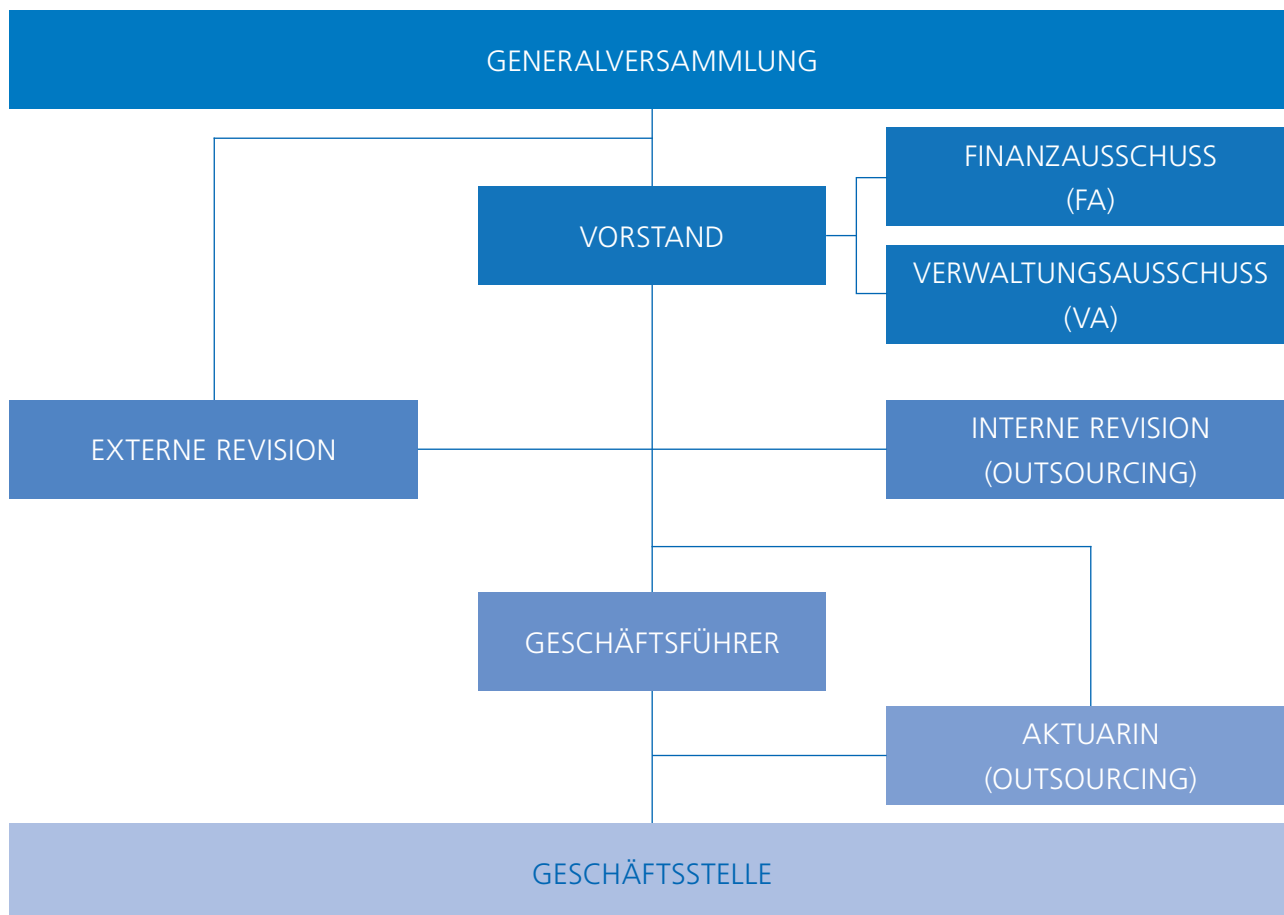 GENERALVERSAMMLUNG
FINANZAUSSCHUSS
(FA)
VORSTAND
VERWALTUNGSAUSSCHUSS
(VA)
EXTERNE REVISION
INTERNE REVISION
(OUTSOURCING)
GESCHÄFTSFÜHRER
AKTUARIN
(OUTSOURCING)
GESCHÄFTSSTELLE